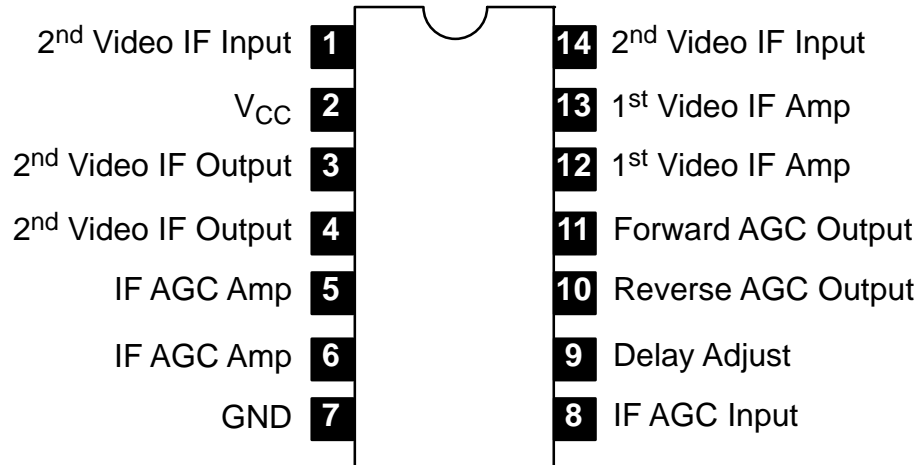 2nd Video IF Input 1 14 2nd Video IF Input
VCC 2 13 1st Video IF Amp
2nd Video IF Output 3 12 1st Video IF Amp
2nd Video IF Output 4 11 Forward AGC Output
IF AGC Amp 5 10 Reverse AGC Output
IF AGC Amp 6 9 Delay Adjust
GND 7 8 IF AGC Input